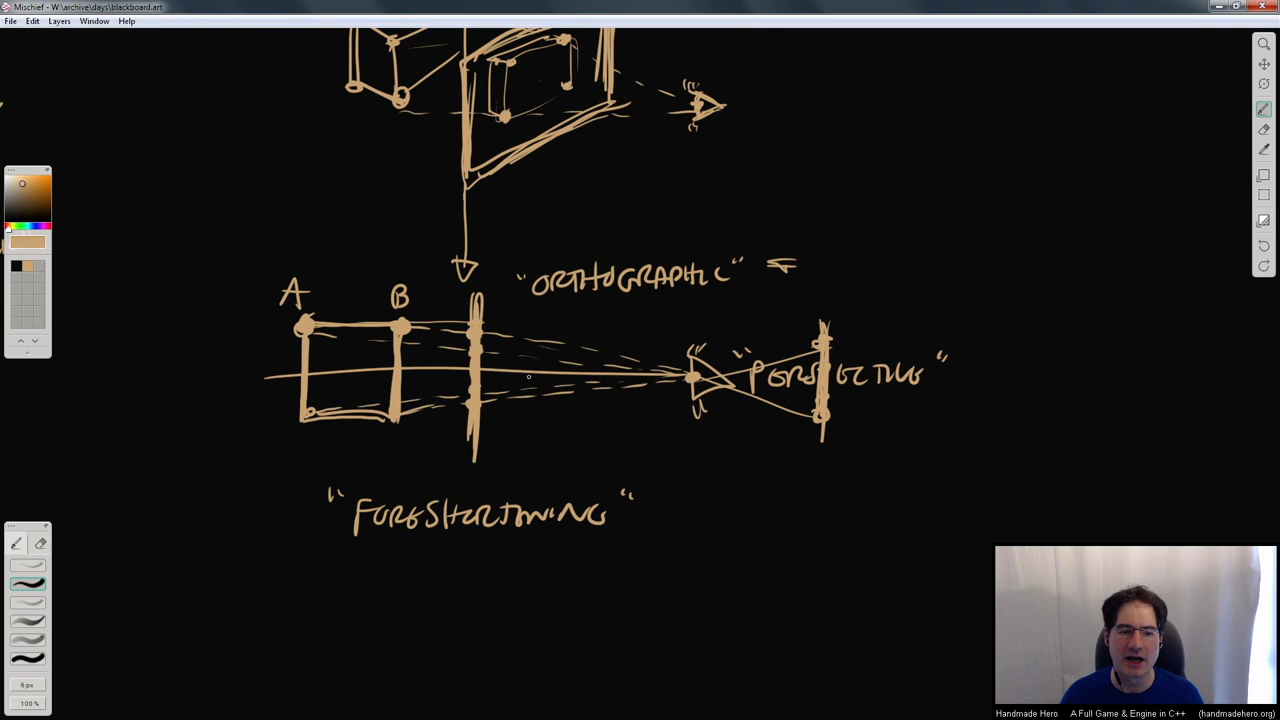 Mischief - W:\archive\days\blackboard.art
File Edit Layers Window Help
"ORTHOGRAPHIC"
A B
"PERSPECTIVE"
"FORESHORTENING"
6 px
100 %
Handmade Hero A Full Game & Engine in C++ (handmadehero.org)